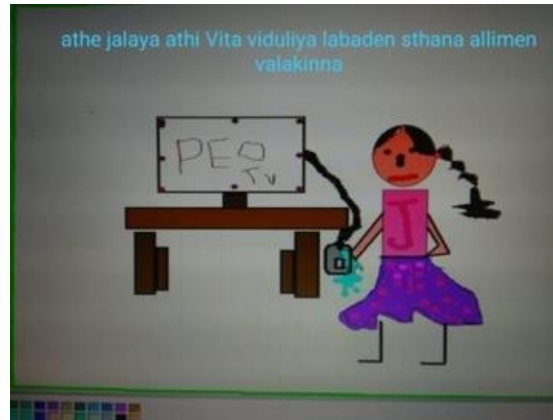 athe jalaya athi Vita viduliya labaden sthana allimen
valakinna
PEO
TV
J